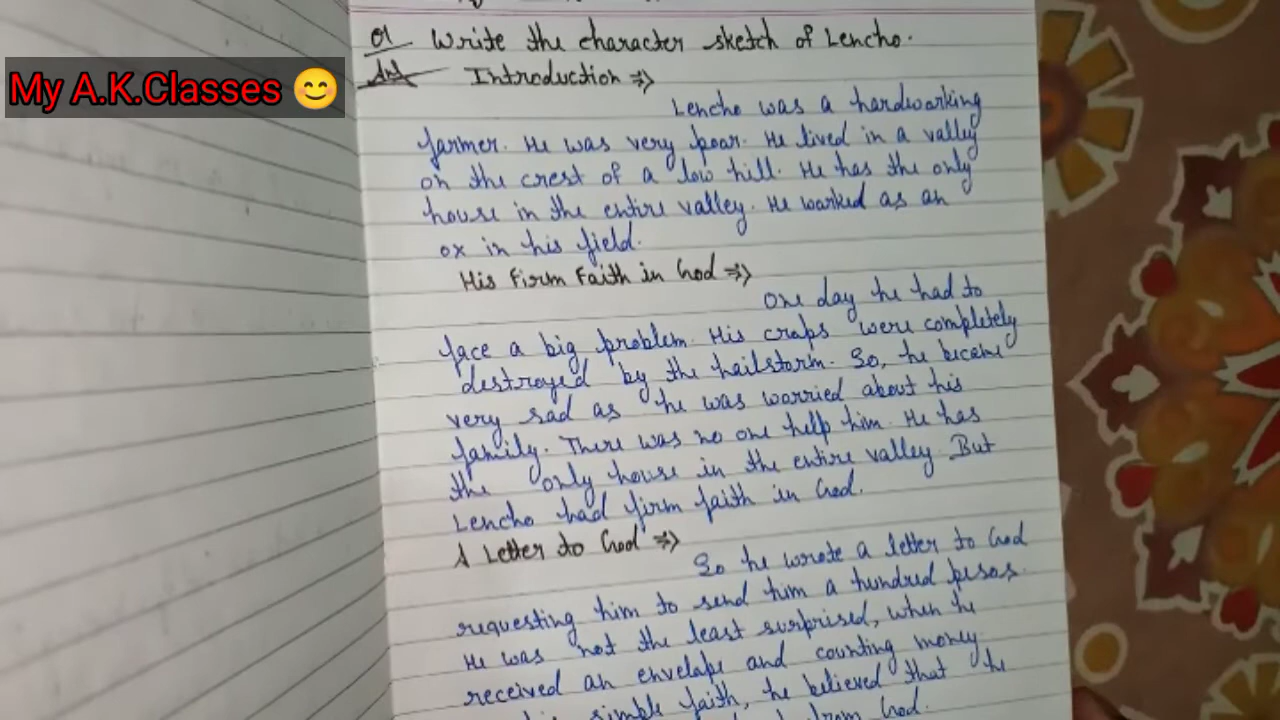 My A.K.Classes 😊
Q1 Write the character sketch of Lencho.
Ans Introduction ⇒>
Lencho was a hardworking
farmer. He was very poor. He lived in a valley
on the crest of a low hill. He has the only
house in the entire valley. He worked as an
ox in his field.
His Firm Faith in God ⇒>
One day he had to
face a big problem. His crops were completely
destroyed by the hailstorm. So, he became
very sad as he was worried about his
family. There was no one help him. He has
the only house in the entire valley. But
Lencho had firm faith in God.
A Letter to God ⇒>
So he wrote a letter to God
requesting him to send him a hundred pesos.
He was not the least surprised, when he
received an envelope and counting money
simple faith, he believed that the
from God.